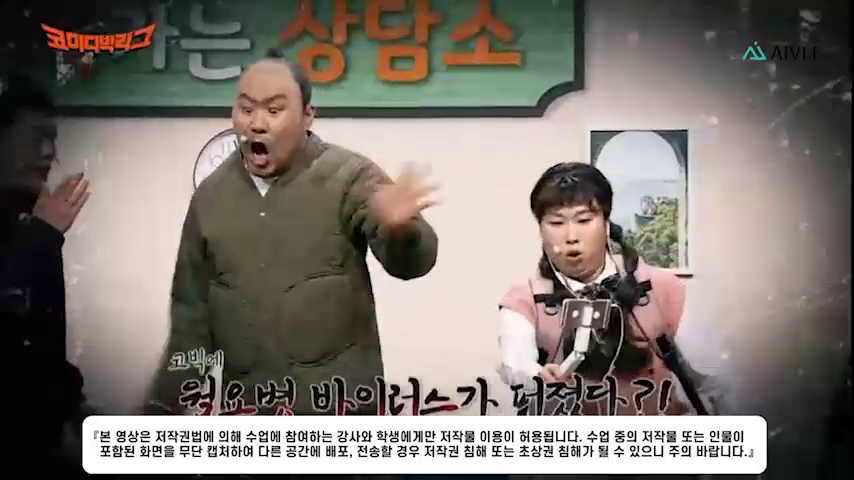 코미디빅리그
가는 상담소
AIVLE
코빅에
월요병 바이러스가 퍼졌다?!
『본 영상은 저작권법에 의해 수업에 참여하는 강사와 학생에게만 저작물 이용이 허용됩니다. 수업 중의 저작물 또는 인물이
포함된 화면을 무단 캡처하여 다른 공간에 배포, 전송할 경우 저작권 침해 또는 초상권 침해가 될 수 있으니 주의 바랍니다.』